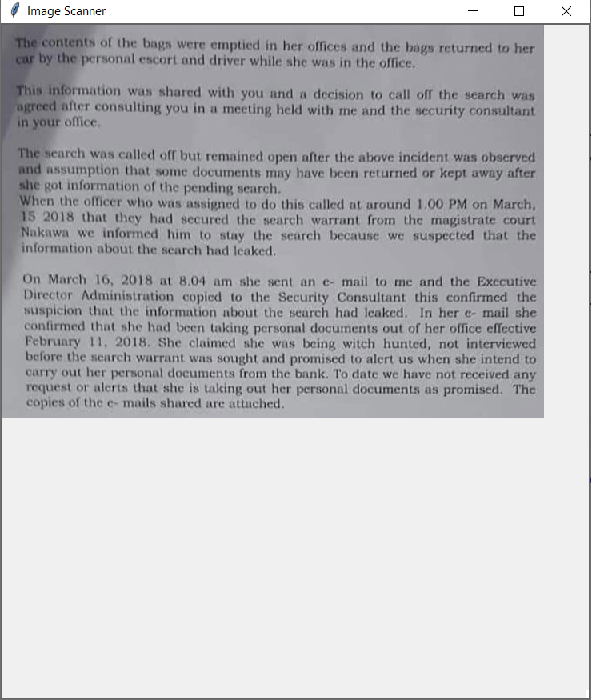 Image Scanner
The contents of the bags were emptied in her offices and the bags returned to her
car by the personal escort and driver while she was in the office.
This information was shared with you and a decision to call off the search was
agreed after consulting you in a meeting held with me and the security consultant
in your office.
The search was called off but remained open after the above incident was observed
and assumption that some documents may have been returned or kept away after
she got information of the pending search.
When the officer who was assigned to do this called at around 1.00 PM on March,
15 2018 that they had secured the search warrant from the magistrate court
Nakawa we informed him to stay the search because we suspected that the
information about the search had leaked.
On March 16, 2018 at 8.04 am she sent an e- mail to me and the Executive
Director Administration copied to the Security Consultant this confirmed the
suspicion that the information about the search had leaked. In her e- mail she
confirmed that she had been taking personal documents out of her office effective
February 11, 2018. She claimed she was being witch hunted, not interviewed
before the search warrant was sought and promised to alert us when she intend to
carry out her personal documents from the bank. To date we have not received any
request or alerts that she is taking out her personal documents as promised. The
copies of the e- mails shared are attached.